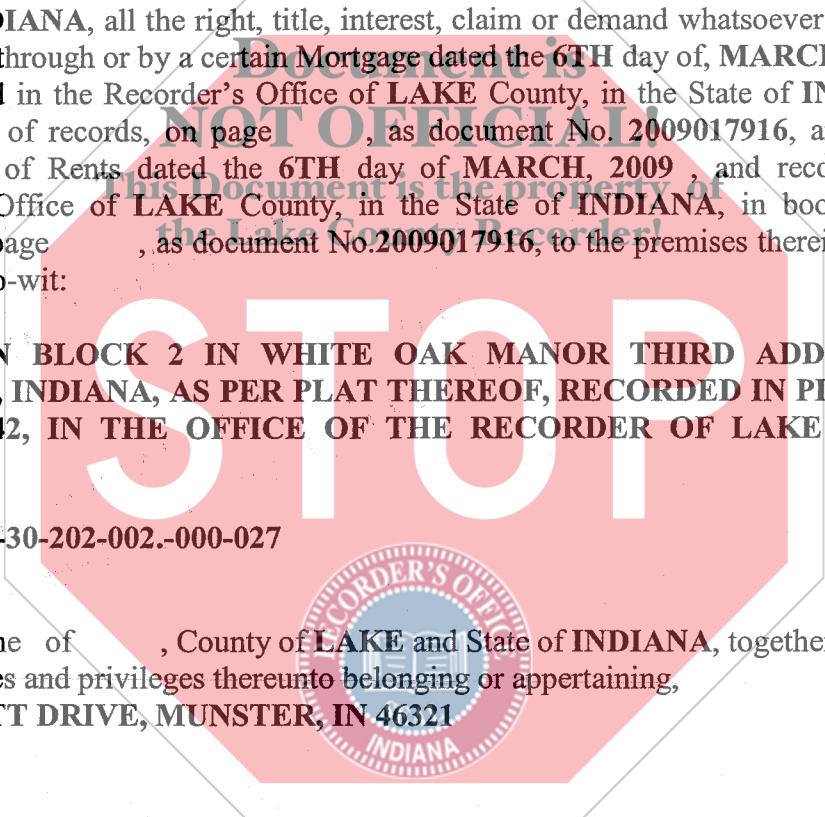 DIANA, all the right, title, interest, claim or demand whatsoever
through or by a certain Mortgage dated the 6TH day of, MARCH
in the Recorder's Office of LAKE County, in the State of IN
of records, on page , as document No. 2009017916, a
of Rents dated the 6TH day of MARCH, 2009 , and reco
Office of LAKE County, in the State of INDIANA, in boo
page , as document No.2009017916, to the premises therei
o-wit:
N BLOCK 2 IN WHITE OAK MANOR THIRD ADD
, INDIANA, AS PER PLAT THEREOF, RECORDED IN PL
42, IN THE OFFICE OF THE RECORDER OF LAKE
-30-202-002.-000-027
ne of , County of LAKE and State of INDIANA, together
es and privileges thereunto belonging or appertaining,
TT DRIVE, MUNSTER, IN 46321
Document is
NOT OFFICIAL!
This Document is the property of
the Lake County Recorder!
STOP
RECORDER'S OFFICE
INDIANA